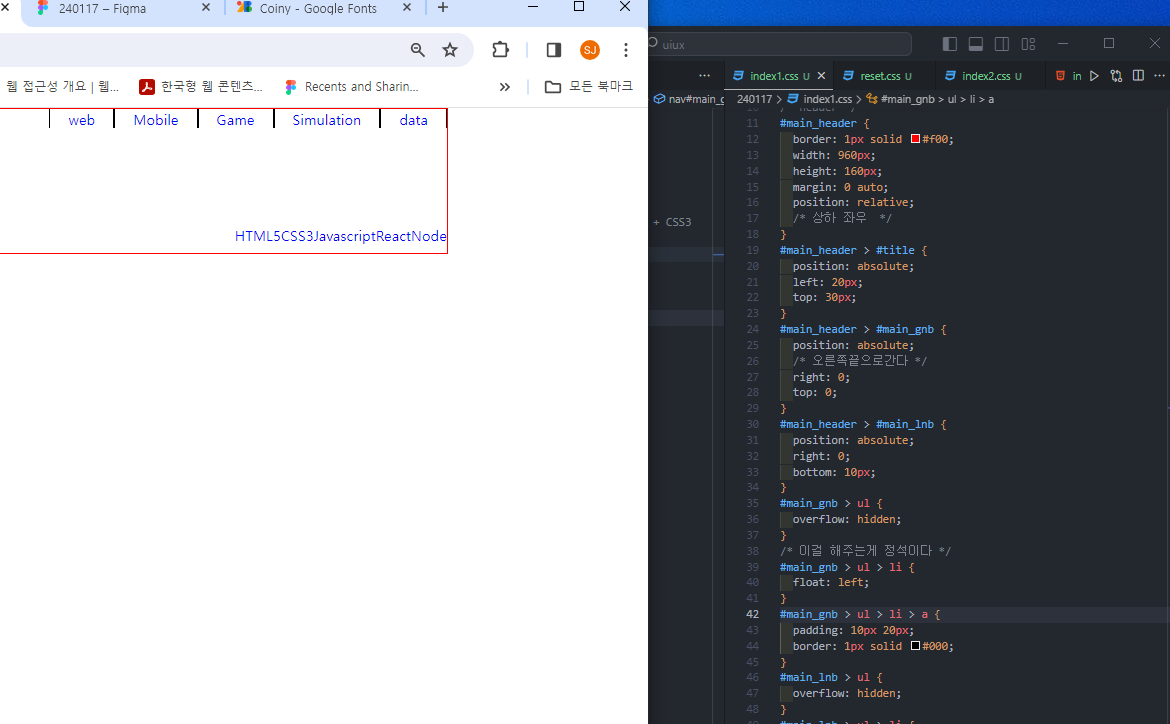 240117 – Figma
Coiny - Google Fonts
SJ
웹 접근성 개요 | 웹...
한국형 웹 콘텐츠...
Recents and Sharin...
모든 북마크
web
Mobile
Game
Simulation
data
HTML5CSS3JavascriptReactNode
uiux
index1.css U
reset.css U
index2.css U
in
nav#main_g
240117 > index1.css > #main_gnb > ul > li > a
+ CSS3
11 #main_header {
12 border: 1px solid #f00;
13 width: 960px;
14 height: 160px;
15 margin: 0 auto;
16 position: relative;
17 /* 상하 좌우  */
18 }
19 #main_header > #title {
20 position: absolute;
21 left: 20px;
22 top: 30px;
23 }
24 #main_header > #main_gnb {
25 position: absolute;
26 /* 오른쪽끝으로간다 */
27 right: 0;
28 top: 0;
29 }
30 #main_header > #main_lnb {
31 position: absolute;
32 right: 0;
33 bottom: 10px;
34 }
35 #main_gnb > ul {
36 overflow: hidden;
37 }
38 /* 이걸 해주는게 정석이다 */
39 #main_gnb > ul > li {
40 float: left;
41 }
42 #main_gnb > ul > li > a {
43 padding: 10px 20px;
44 border: 1px solid #000;
45 }
46 #main_lnb > ul {
47 overflow: hidden;
48 }